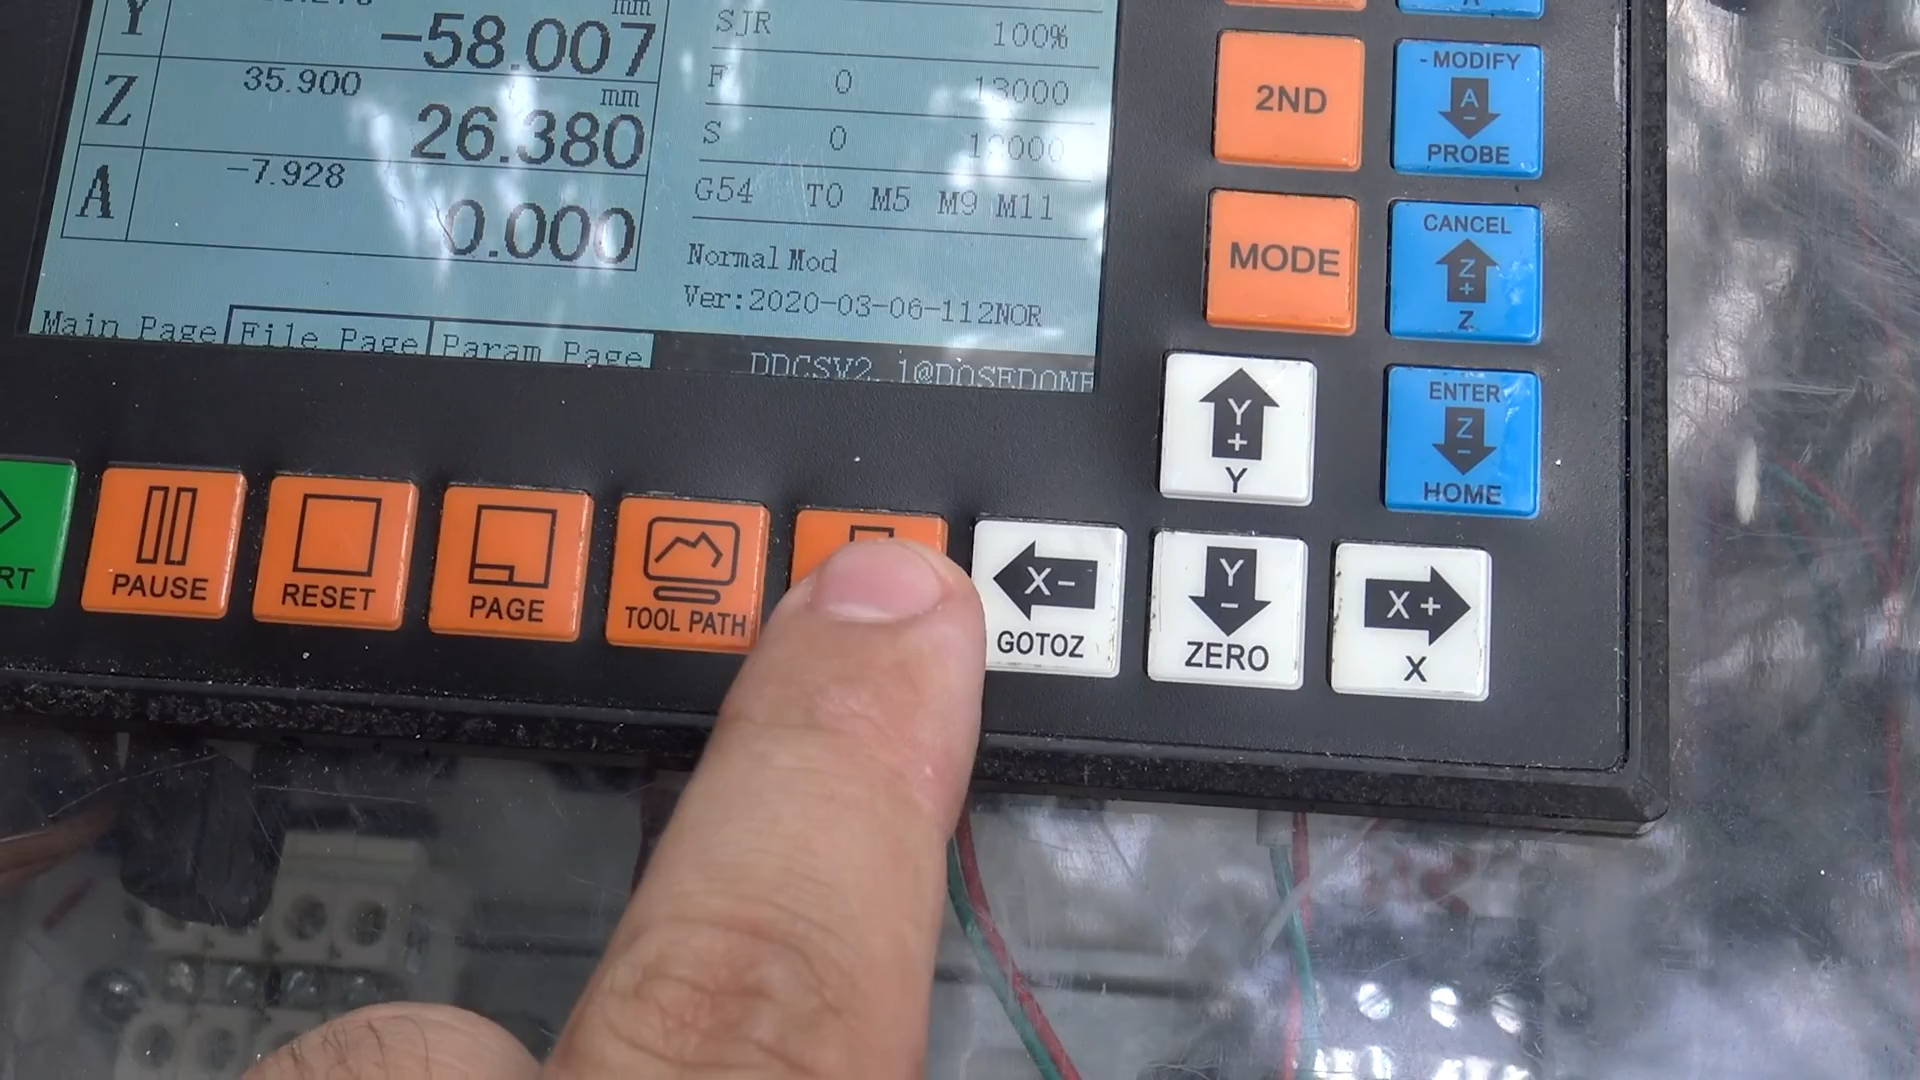 Y
mm
-58.007
Z
35.900
mm
26.380
A
-7.928
0.000
SJR 100%
F 0 13000
S 0
G54 T0 M5 M9 M11
Normal Mod
Ver:2020-03-06-112NOR
Main Page File Page Param Page
2ND
- MODIFY
A
-
PROBE
MODE
CANCEL
Z
+
Z
Y
+
Y
ENTER
Z
-
HOME
RT
PAUSE
RESET
PAGE
TOOL PATH
X-
GOTOZ
Y
-
ZERO
X+
X